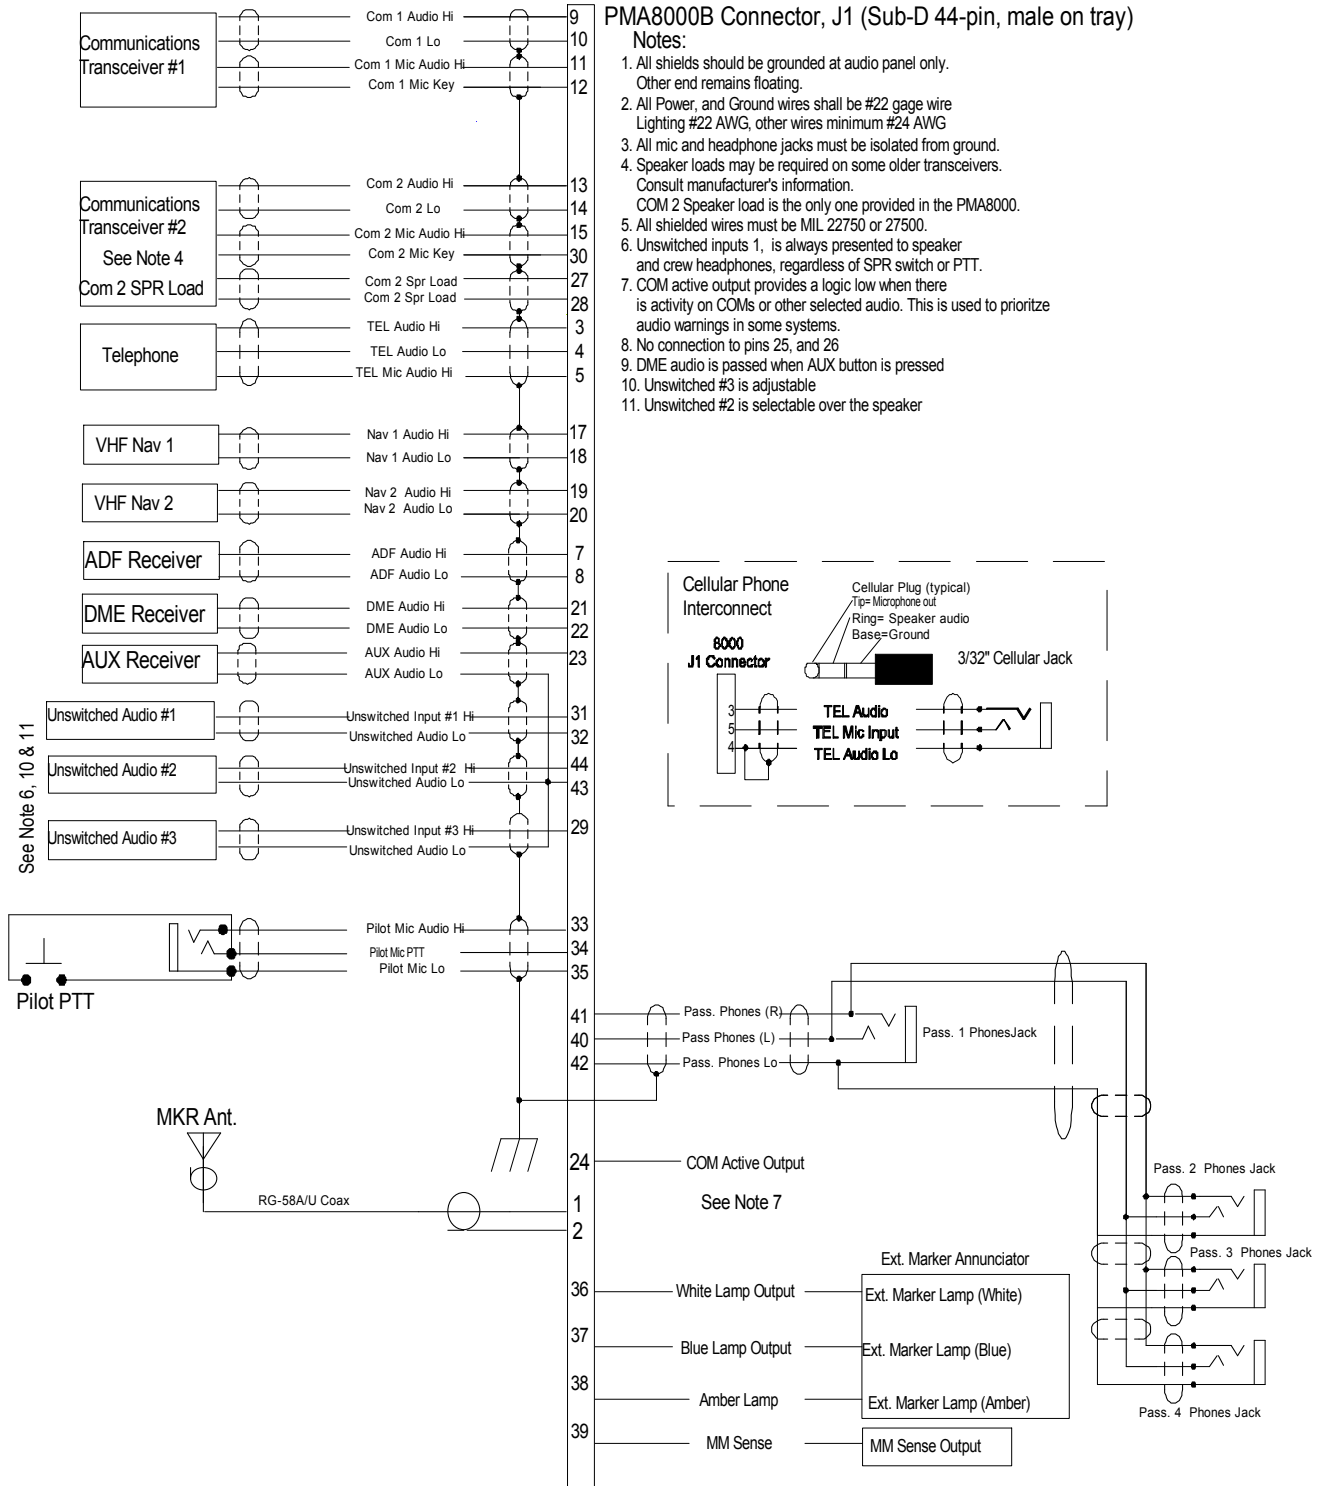 PMA8000B Connector, J1 (Sub-D 44-pin, male on tray)
Notes:
1. All shields should be grounded at audio panel only.
Other end remains floating.
2. All Power, and Ground wires shall be #22 gage wire
Lighting #22 AWG, other wires minimum #24 AWG
3. All mic and headphone jacks must be isolated from ground.
4. Speaker loads may be required on some older transceivers.
Consult manufacturer's information.
COM 2 Speaker load is the only one provided in the PMA8000.
5. All shielded wires must be MIL 22750 or 27500.
6. Unswitched inputs 1, is always presented to speaker
and crew headphones, regardless of SPR switch or PTT.
7. COM active output provides a logic low when there
is activity on COMs or other selected audio. This is used to prioritze
audio warnings in some systems.
8. No connection to pins 25, and 26
9. DME audio is passed when AUX button is pressed
10. Unswitched #3 is adjustable
11. Unswitched #2 is selectable over the speaker
Communications
Transceiver #1
Com 1 Audio Hi 9
Com 1 Lo 10
Com 1 Mic Audio Hi 11
Com 1 Mic Key 12
Communications
Transceiver #2
See Note 4
Com 2 SPR Load
Com 2 Audio Hi 13
Com 2 Lo 14
Com 2 Mic Audio Hi 15
Com 2 Mic Key 30
Com 2 Spr Load 27
Com 2 Spr Load 28
Telephone
TEL Audio Hi 3
TEL Audio Lo 4
TEL Mic Audio Hi 5
VHF Nav 1
Nav 1 Audio Hi 17
Nav 1 Audio Lo 18
VHF Nav 2
Nav 2 Audio Hi 19
Nav 2 Audio Lo 20
ADF Receiver
ADF Audio Hi 7
ADF Audio Lo 8
DME Receiver
DME Audio Hi 21
DME Audio Lo 22
AUX Receiver
AUX Audio Hi 23
AUX Audio Lo
See Note 6, 10 & 11
Unswitched Audio #1
Unswitched Input #1 Hi 31
Unswitched Audio Lo 32
Unswitched Audio #2
Unswitched Input #2 Hi 44
Unswitched Audio Lo 43
Unswitched Audio #3
Unswitched Input #3 Hi 29
Unswitched Audio Lo
Pilot PTT
Pilot Mic Audio Hi 33
Pilot Mic PTT 34
Pilot Mic Lo 35
Cellular Phone
Interconnect
Cellular Plug (typical)
Tip= Microphone out
Ring= Speaker audio
Base=Ground
8000
J1 Connector
3/32" Cellular Jack
3 TEL Audio
5 TEL Mic Input
4 TEL Audio Lo
41 Pass. Phones (R)
40 Pass Phones (L)
42 Pass. Phones Lo
Pass. 1 PhonesJack
Pass. 2 Phones Jack
Pass. 3 Phones Jack
Pass. 4 Phones Jack
MKR Ant.
RG-58A/U Coax
24 COM Active Output
See Note 7
1
2
Ext. Marker Annunciator
36 White Lamp Output Ext. Marker Lamp (White)
37 Blue Lamp Output Ext. Marker Lamp (Blue)
38 Amber Lamp Ext. Marker Lamp (Amber)
39 MM Sense MM Sense Output